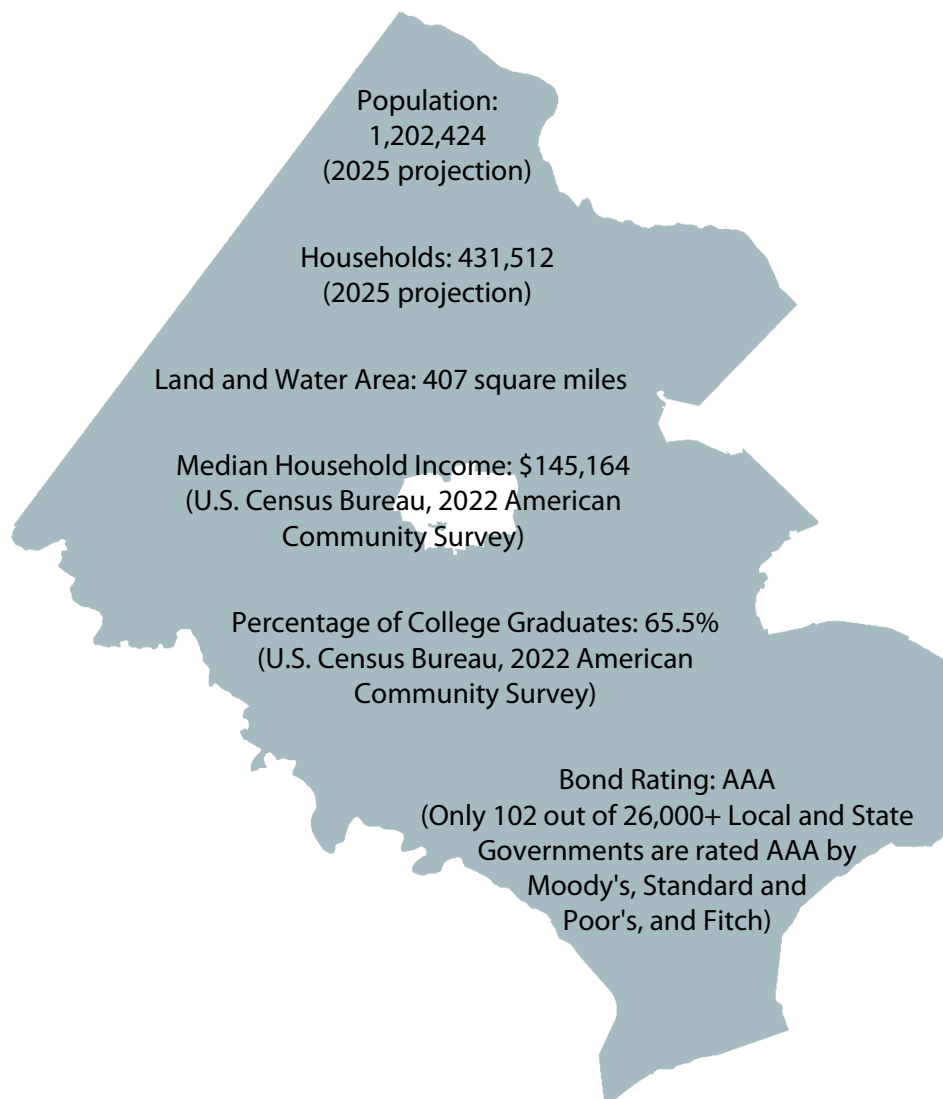 Population:
1,202,424
(2025 projection)
Households: 431,512
(2025 projection)
Land and Water Area: 407 square miles
Median Household Income: $145,164
(U.S. Census Bureau, 2022 American
Community Survey)
Percentage of College Graduates: 65.5%
(U.S. Census Bureau, 2022 American
Community Survey)
Bond Rating: AAA
(Only 102 out of 26,000+ Local and State
Governments are rated AAA by
Moody's, Standard and
Poor's, and Fitch)